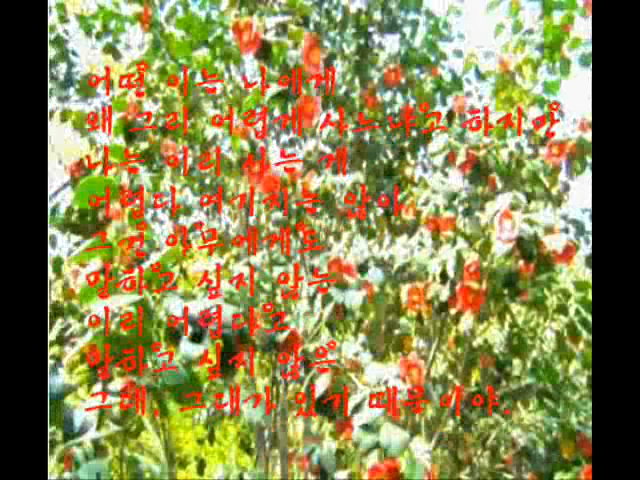 어떤 이는 나에게
왜 그리 어렵게 사느냐고 하지만
나는 이리 사는 게
어렵다 여기지는 않아
그건 아무에게도
말하고 싶지 않는
이리 어렵다고
말하고 싶지 않은
그래, 그대가 있기 때문이야.